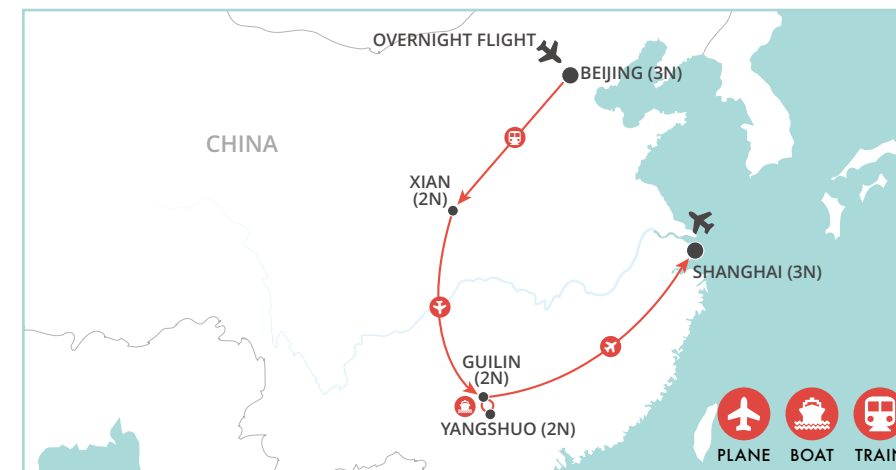 OVERNIGHT FLIGHT
BEIJING (3N)
CHINA
XIAN
(2N)
SHANGHAI (3N)
GUILIN
(2N)
YANGSHUO (2N)
PLANE
BOAT